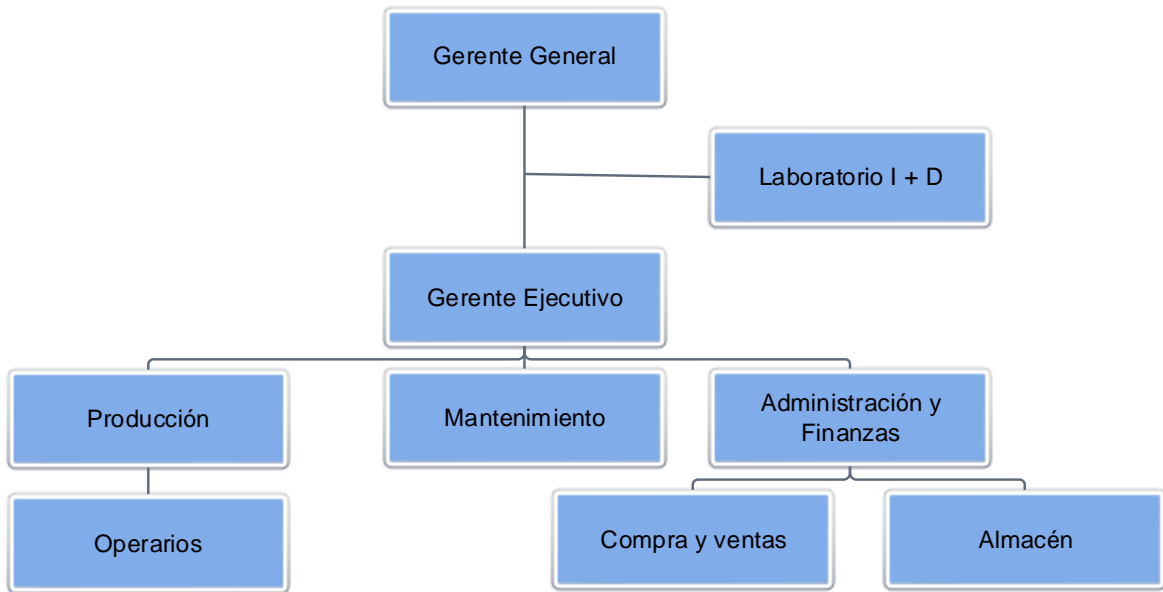 Gerente General
Laboratorio I + D
Gerente Ejecutivo
Producción
Mantenimiento
Administración y
Finanzas
Operarios
Compra y ventas
Almacén